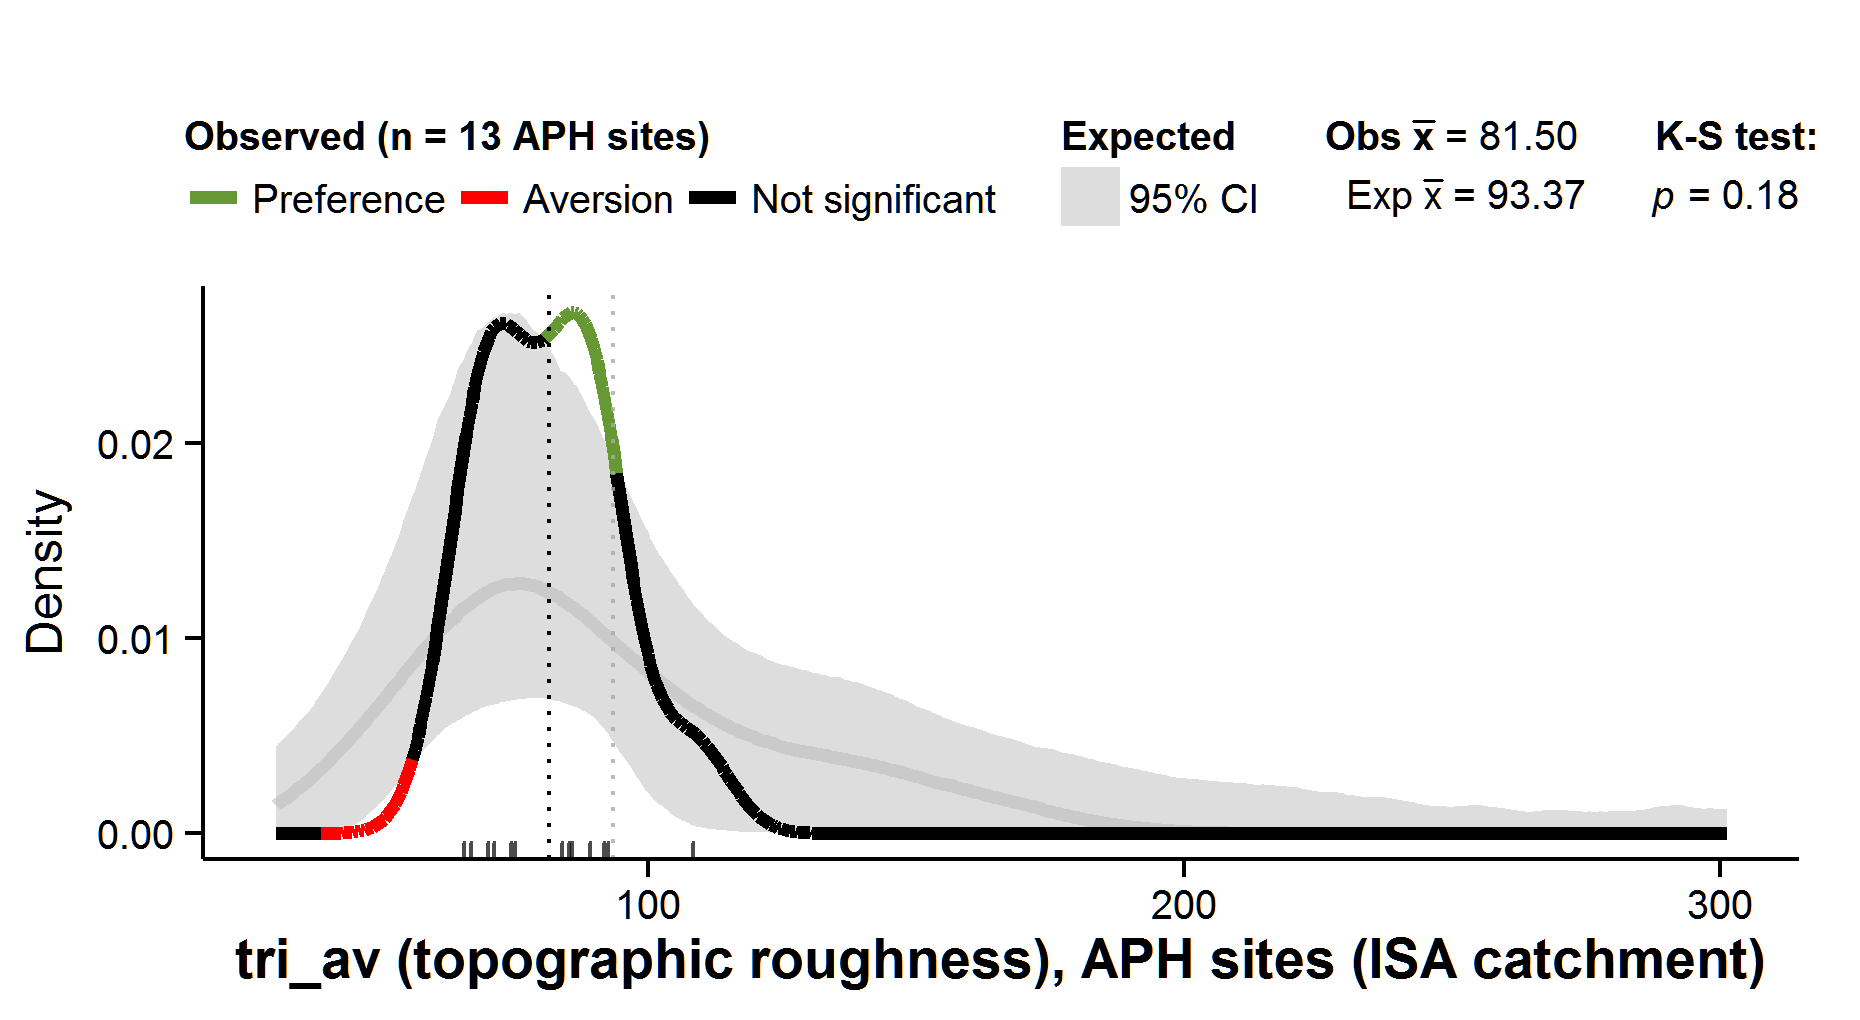 Observed (n = 13 APH sites) Expected Obs x̅ = 81.50 K-S test:
Preference Aversion Not significant 95% CI Exp x̅ = 93.37 p = 0.18
Density
0.02
0.01
0.00
100 200 300
tri_av (topographic roughness), APH sites (ISA catchment)